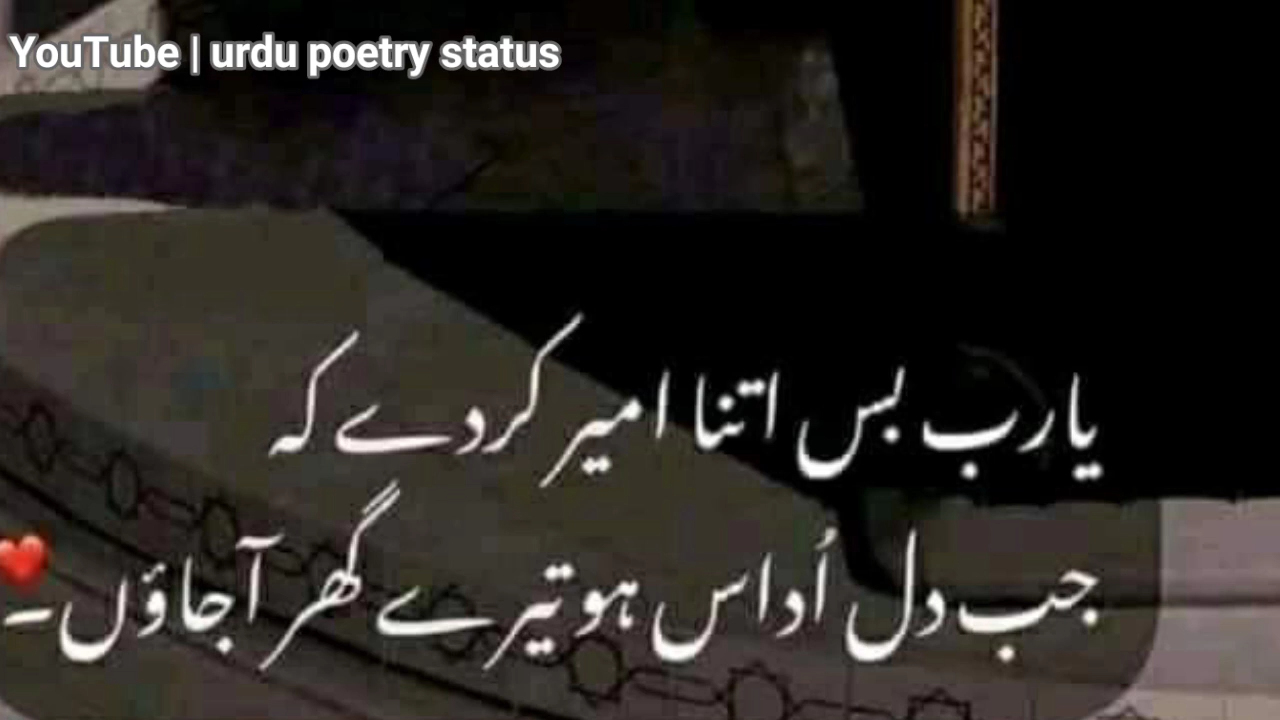 YouTube | urdu poetry status
یارب بس اتنا امیر کردے کہ
جب دل اُداس ہو تیرے گھر آجاؤں۔❤️